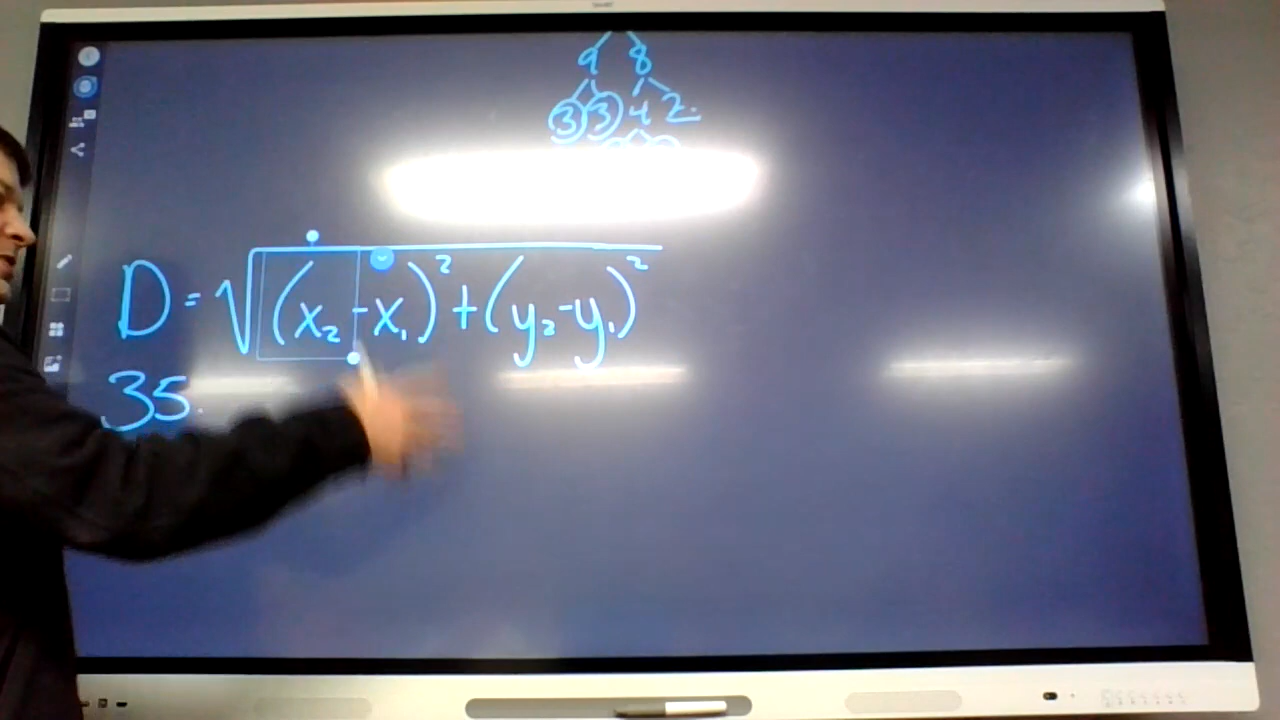 9 8
3 3 4 2
D = √(x₂-x₁)² + (y₂-y₁)²
35.